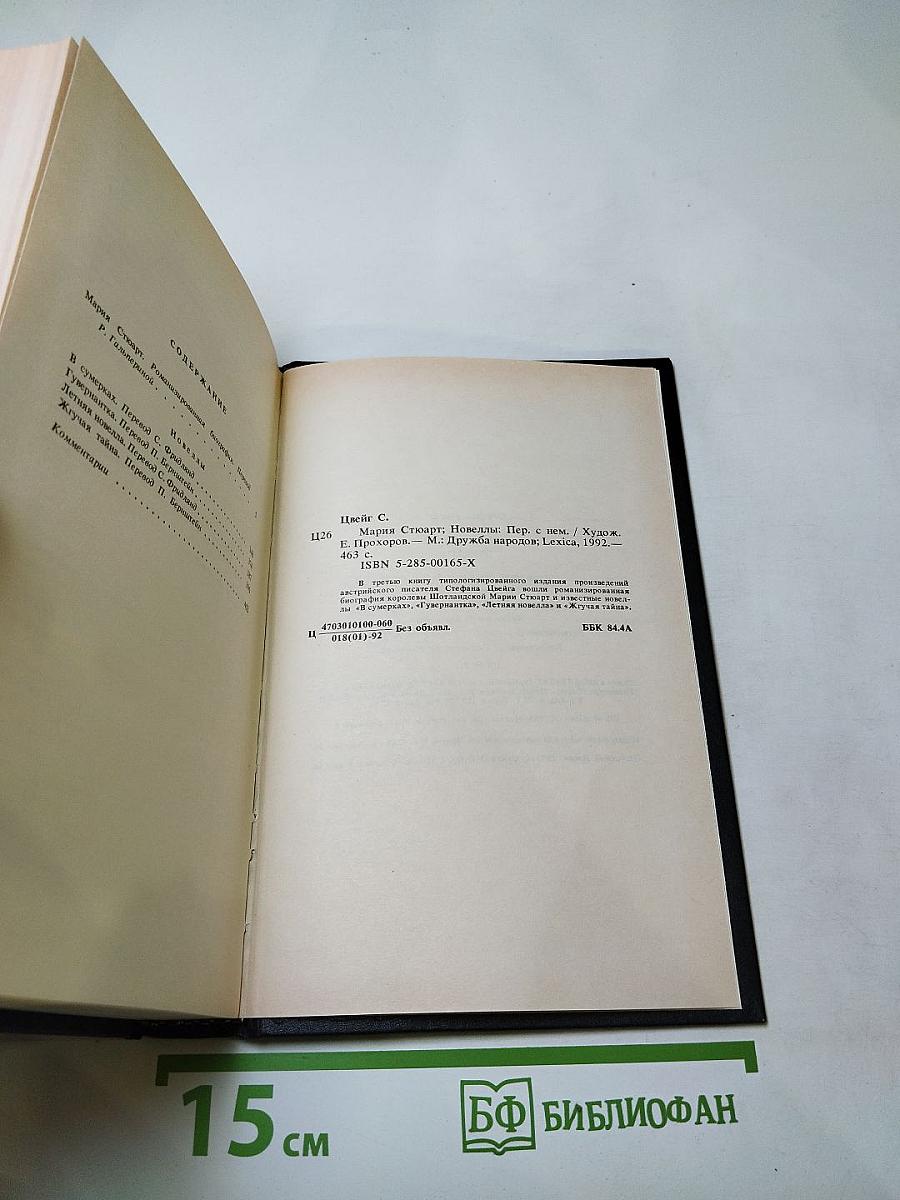 СОДЕРЖАНИЕ
Мария Стюарт. Романизированная биография. Перевод
Р. Гальпериной . . . . . .
Новеллы
В сумерках. Перевод С. Фридлянд
Гувернантка. Перевод П. Бернштейн
Летняя новелла. Перевод С. Фридлянд
Жгучая тайна. Перевод П. Бернштейн
Комментарии
Цвейг С.
Ц26 Мария Стюарт; Новеллы: Пер. с нем. / Худож.
Е. Прохоров.— М.: Дружба народов; Lexica, 1992.—
463 с.
ISBN 5-285-00165-X
В третью книгу типологизированного издания произведений
австрийского писателя Стефана Цвейга вошли романизированная
биография королевы Шотландской Марии Стюарт и известные новел-
лы «В сумерках», «Гувернантка», «Летняя новелла» и «Жгучая тайна».
Ц 4703010100-060 Без объявл. ББК 84.4А
018(01)-92
15 см
БФ БИБЛИОФАН